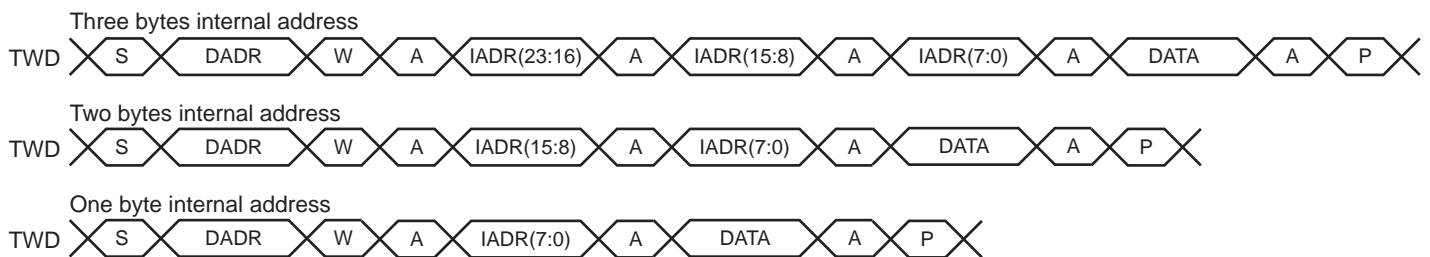 Three bytes internal address
TWD S DADR W A IADR(23:16) A IADR(15:8) A IADR(7:0) A DATA A P
Two bytes internal address
TWD S DADR W A IADR(15:8) A IADR(7:0) A DATA A P
One byte internal address
TWD S DADR W A IADR(7:0) A DATA A P